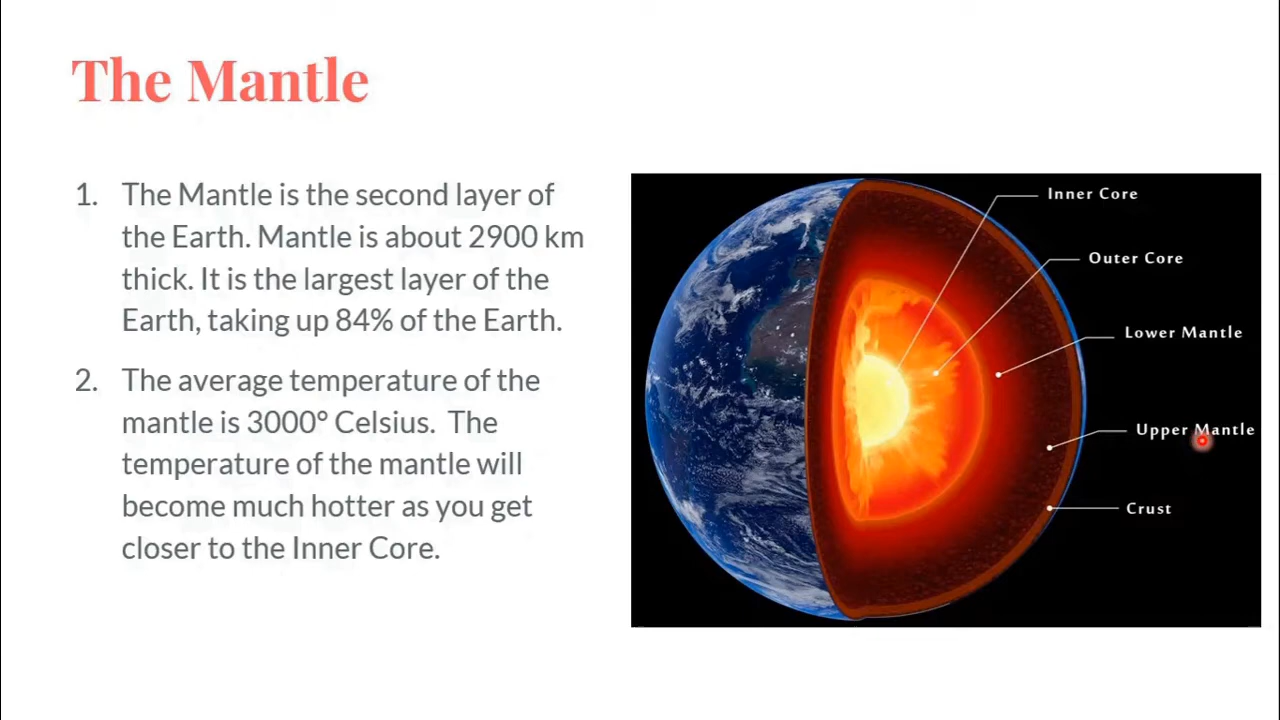 The Mantle
1. The Mantle is the second layer of
the Earth. Mantle is about 2900 km
thick. It is the largest layer of the
Earth, taking up 84% of the Earth.
2. The average temperature of the
mantle is 3000° Celsius.  The
temperature of the mantle will
become much hotter as you get
closer to the Inner Core.
Inner Core
Outer Core
Lower Mantle
Upper Mantle
Crust